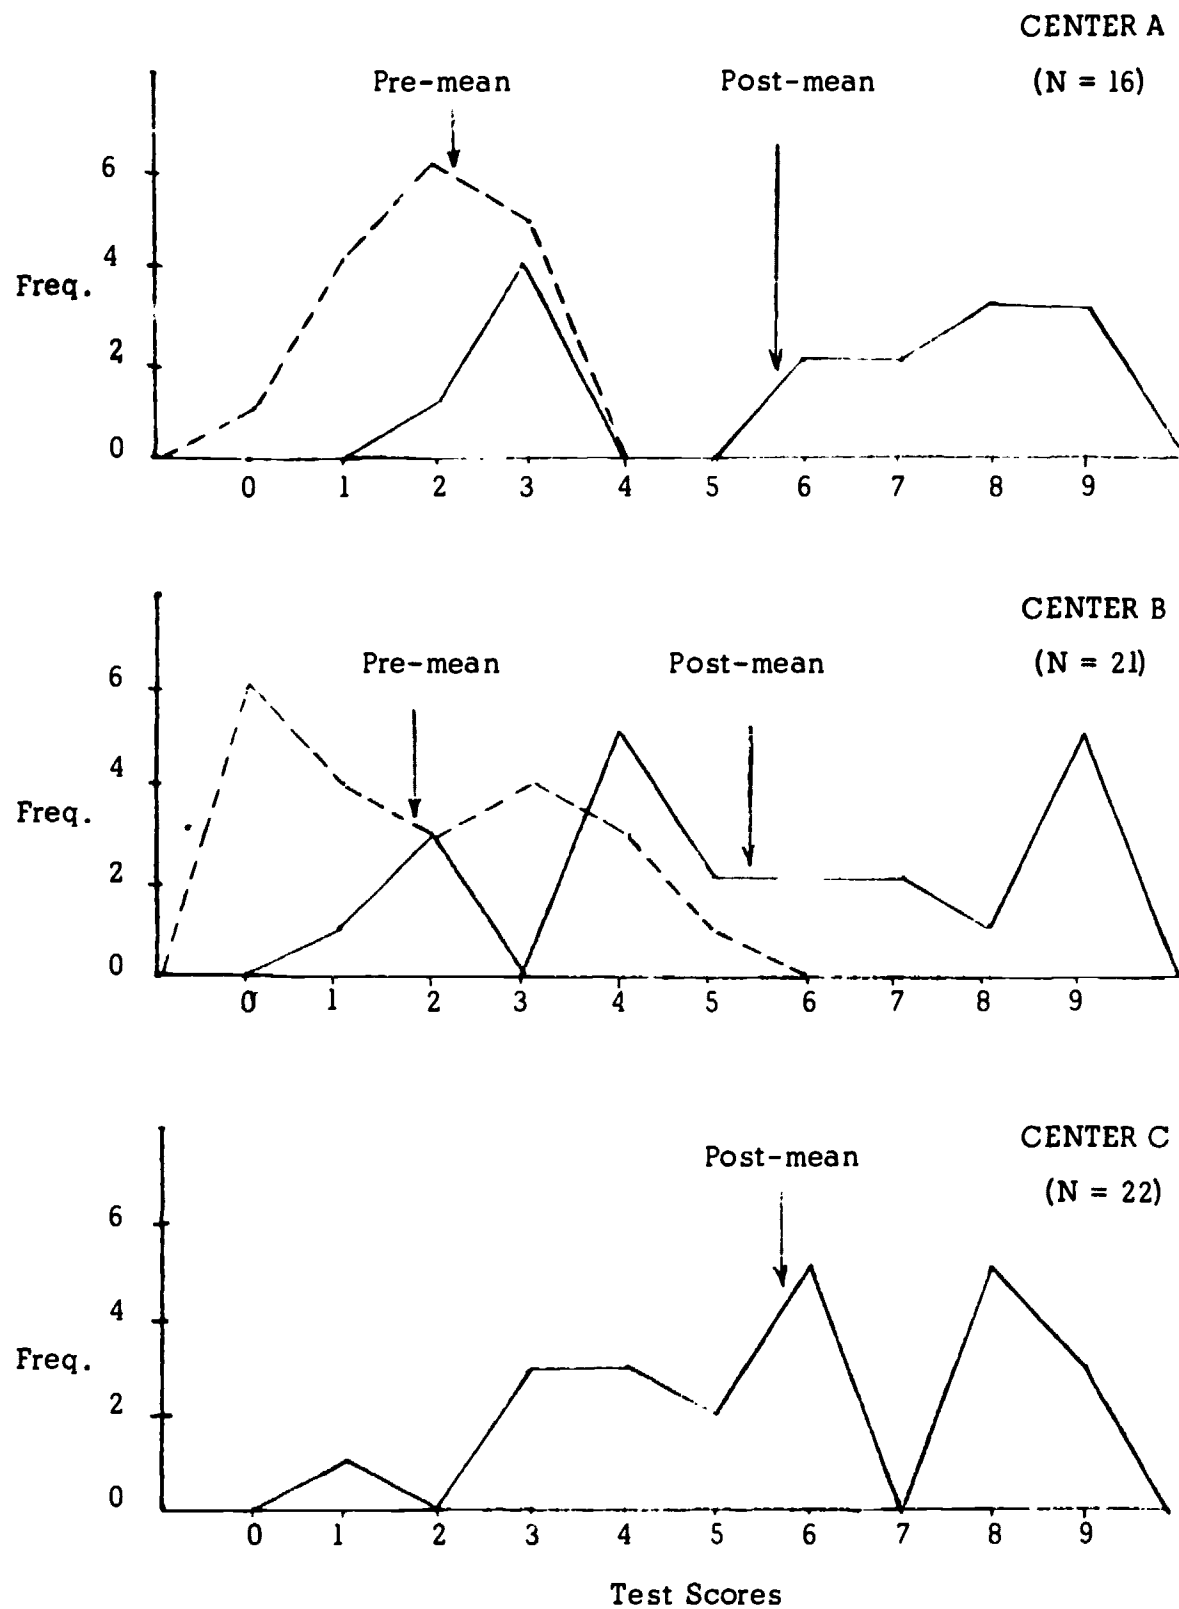 CENTER A
Pre-mean Post-mean (N = 16)
6
4
Freq.
2
0
0 1 2 3 4 5 6 7 8 9
CENTER B
Pre-mean Post-mean (N = 21)
6
4
Freq.
2
0
0 1 2 3 4 5 6 7 8 9
CENTER C
Post-mean
(N = 22)
6
4
Freq.
2
0
0 1 2 3 4 5 6 7 8 9
Test Scores